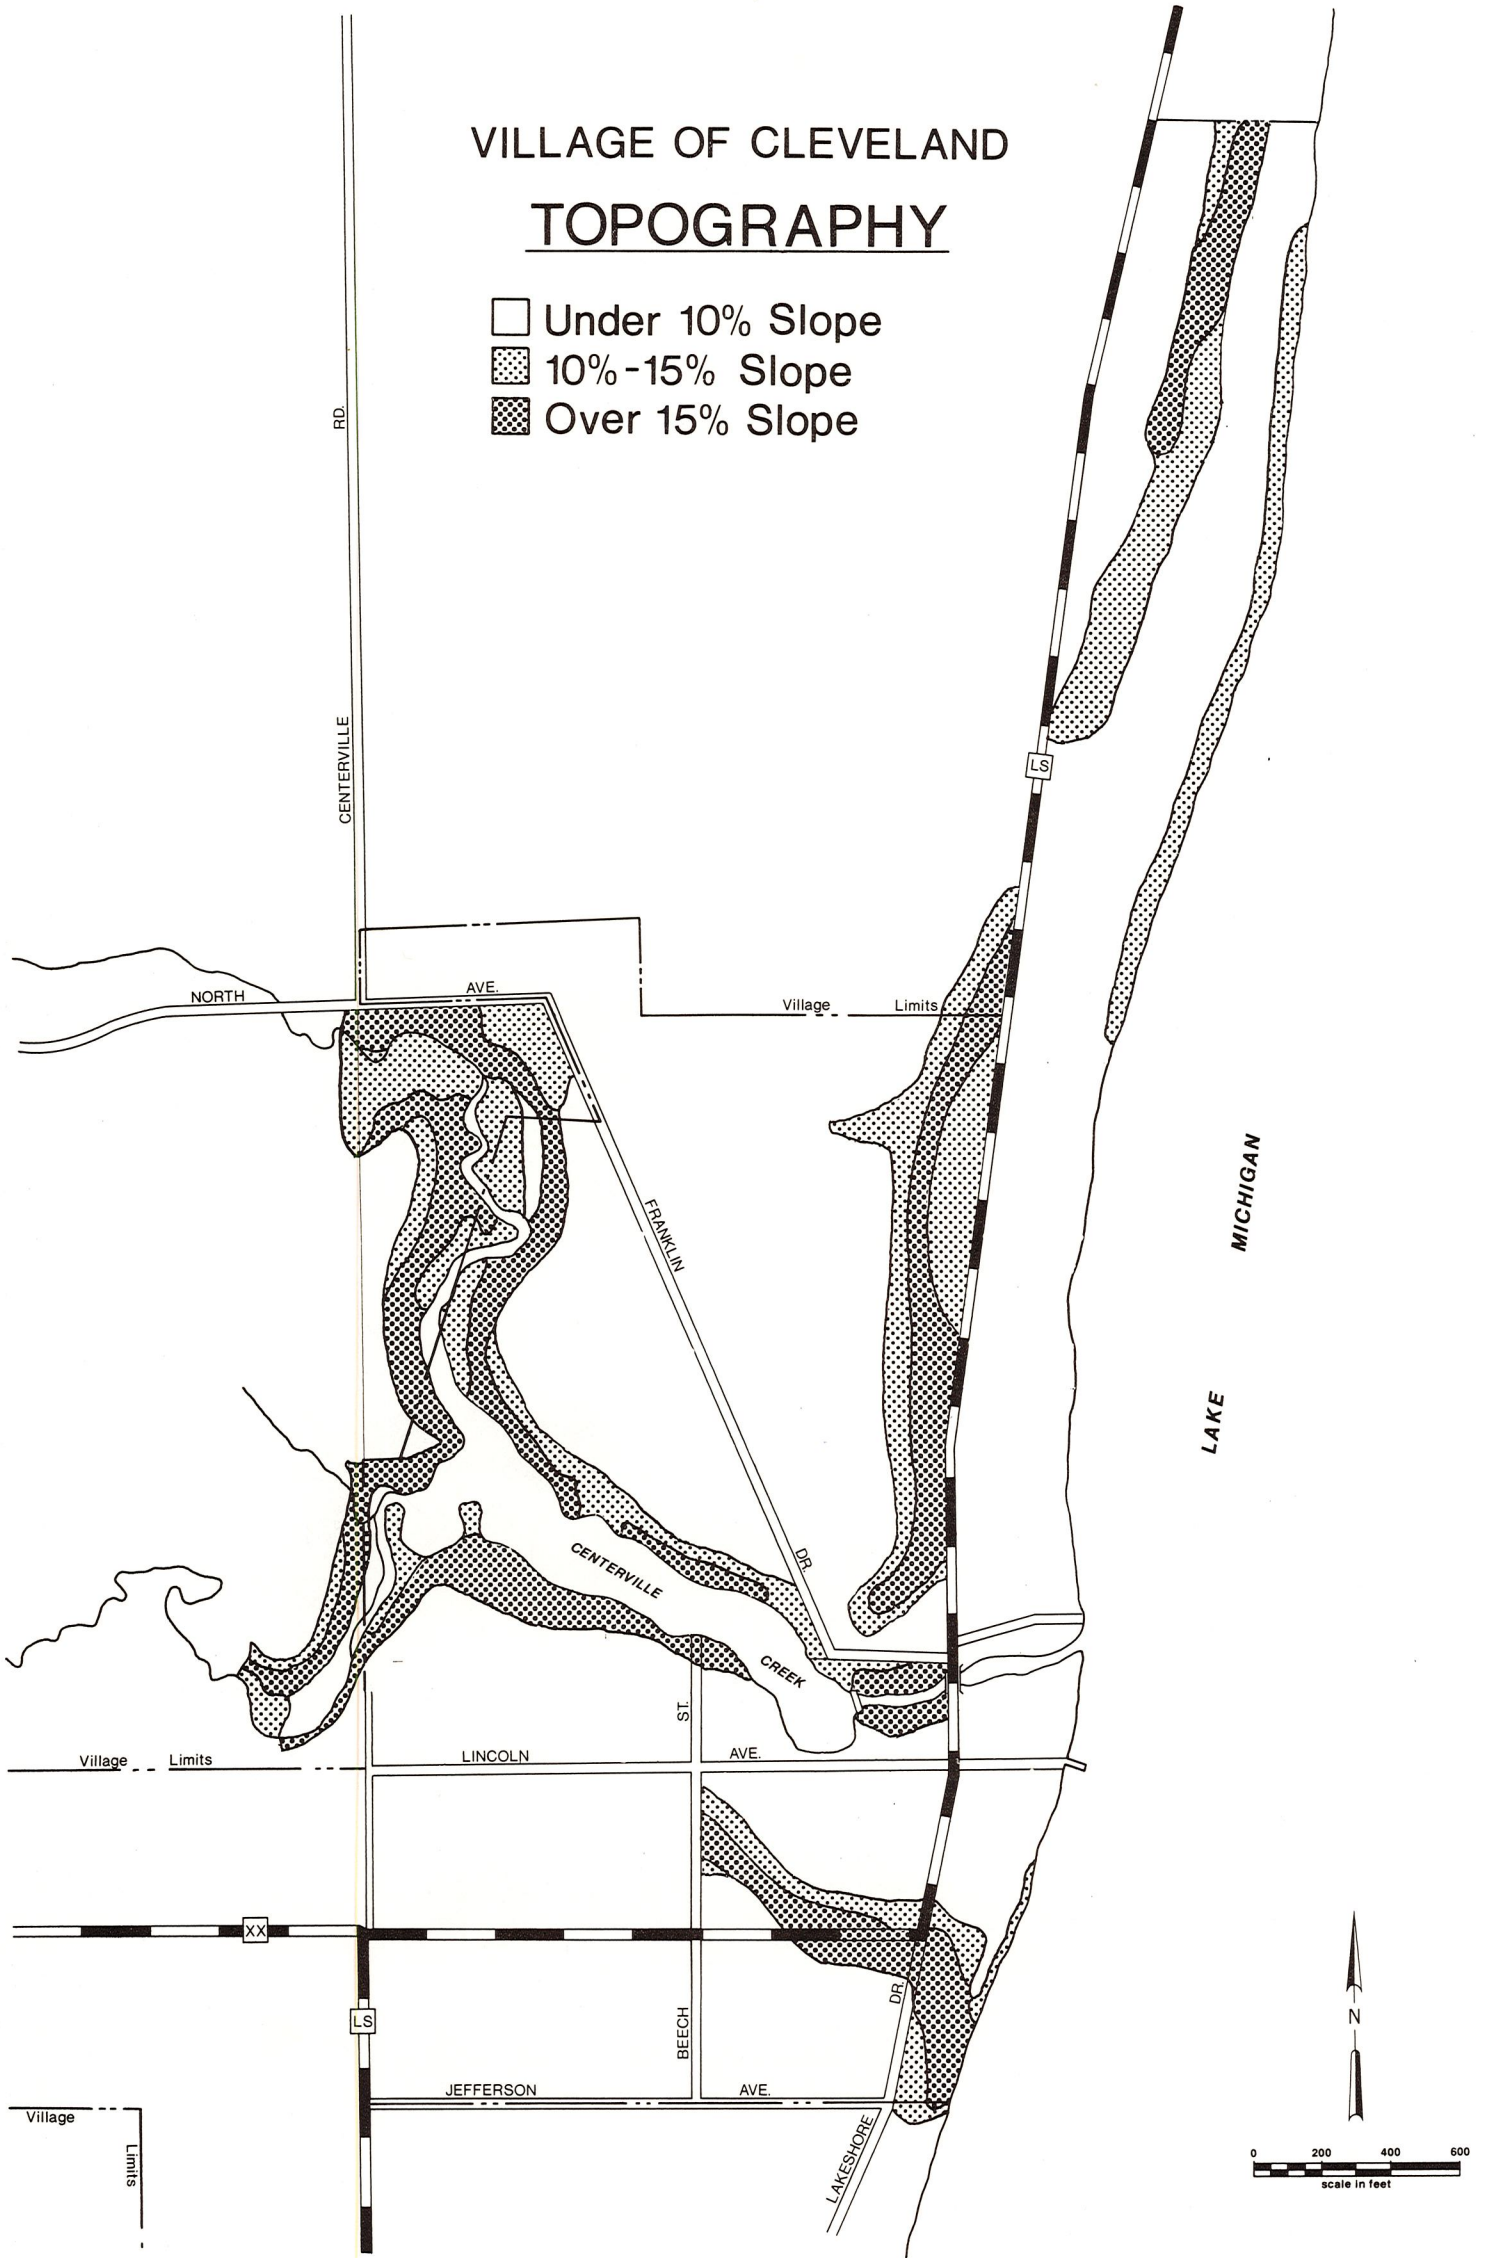 VILLAGE OF CLEVELAND
TOPOGRAPHY
Under 10% Slope
10%-15% Slope
Over 15% Slope
RD.
CENTERVILLE
LS
NORTH
AVE.
Village Limits
FRANKLIN
DR.
LAKE MICHIGAN
CENTERVILLE
CREEK
ST.
Village Limits
LINCOLN
AVE.
XX
LS
BEECH
DR.
JEFFERSON
AVE.
LAKESHORE
Village
Limits
N
0 200 400 600
scale in feet